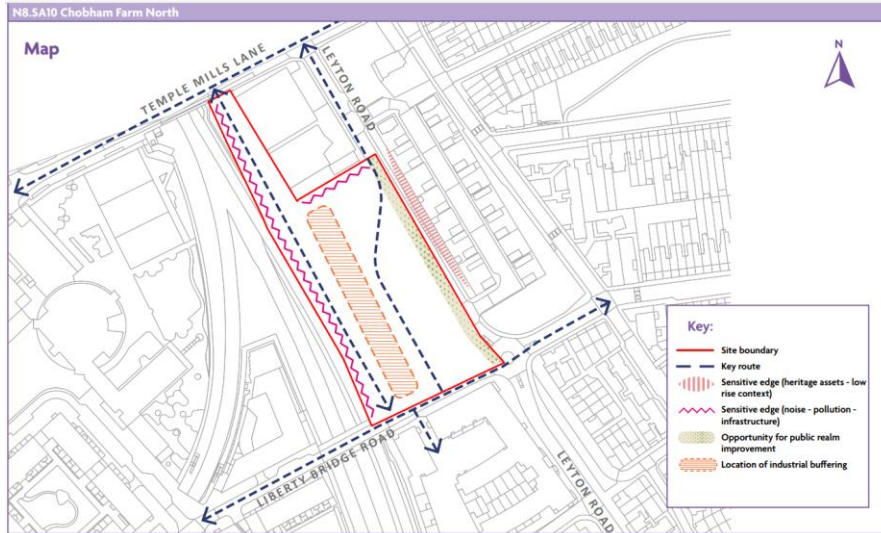 N8.SA10 Chobham Farm North
Map
N
TEMPLE MILLS LANE
LEYTON ROAD
LIBERTY BRIDGE ROAD
LEYTON ROAD
Key:
Site boundary
Key route
Sensitive edge (heritage assets - low
rise context)
Sensitive edge (noise - pollution -
infrastructure)
Opportunity for public realm
improvement
Location of industrial buffering